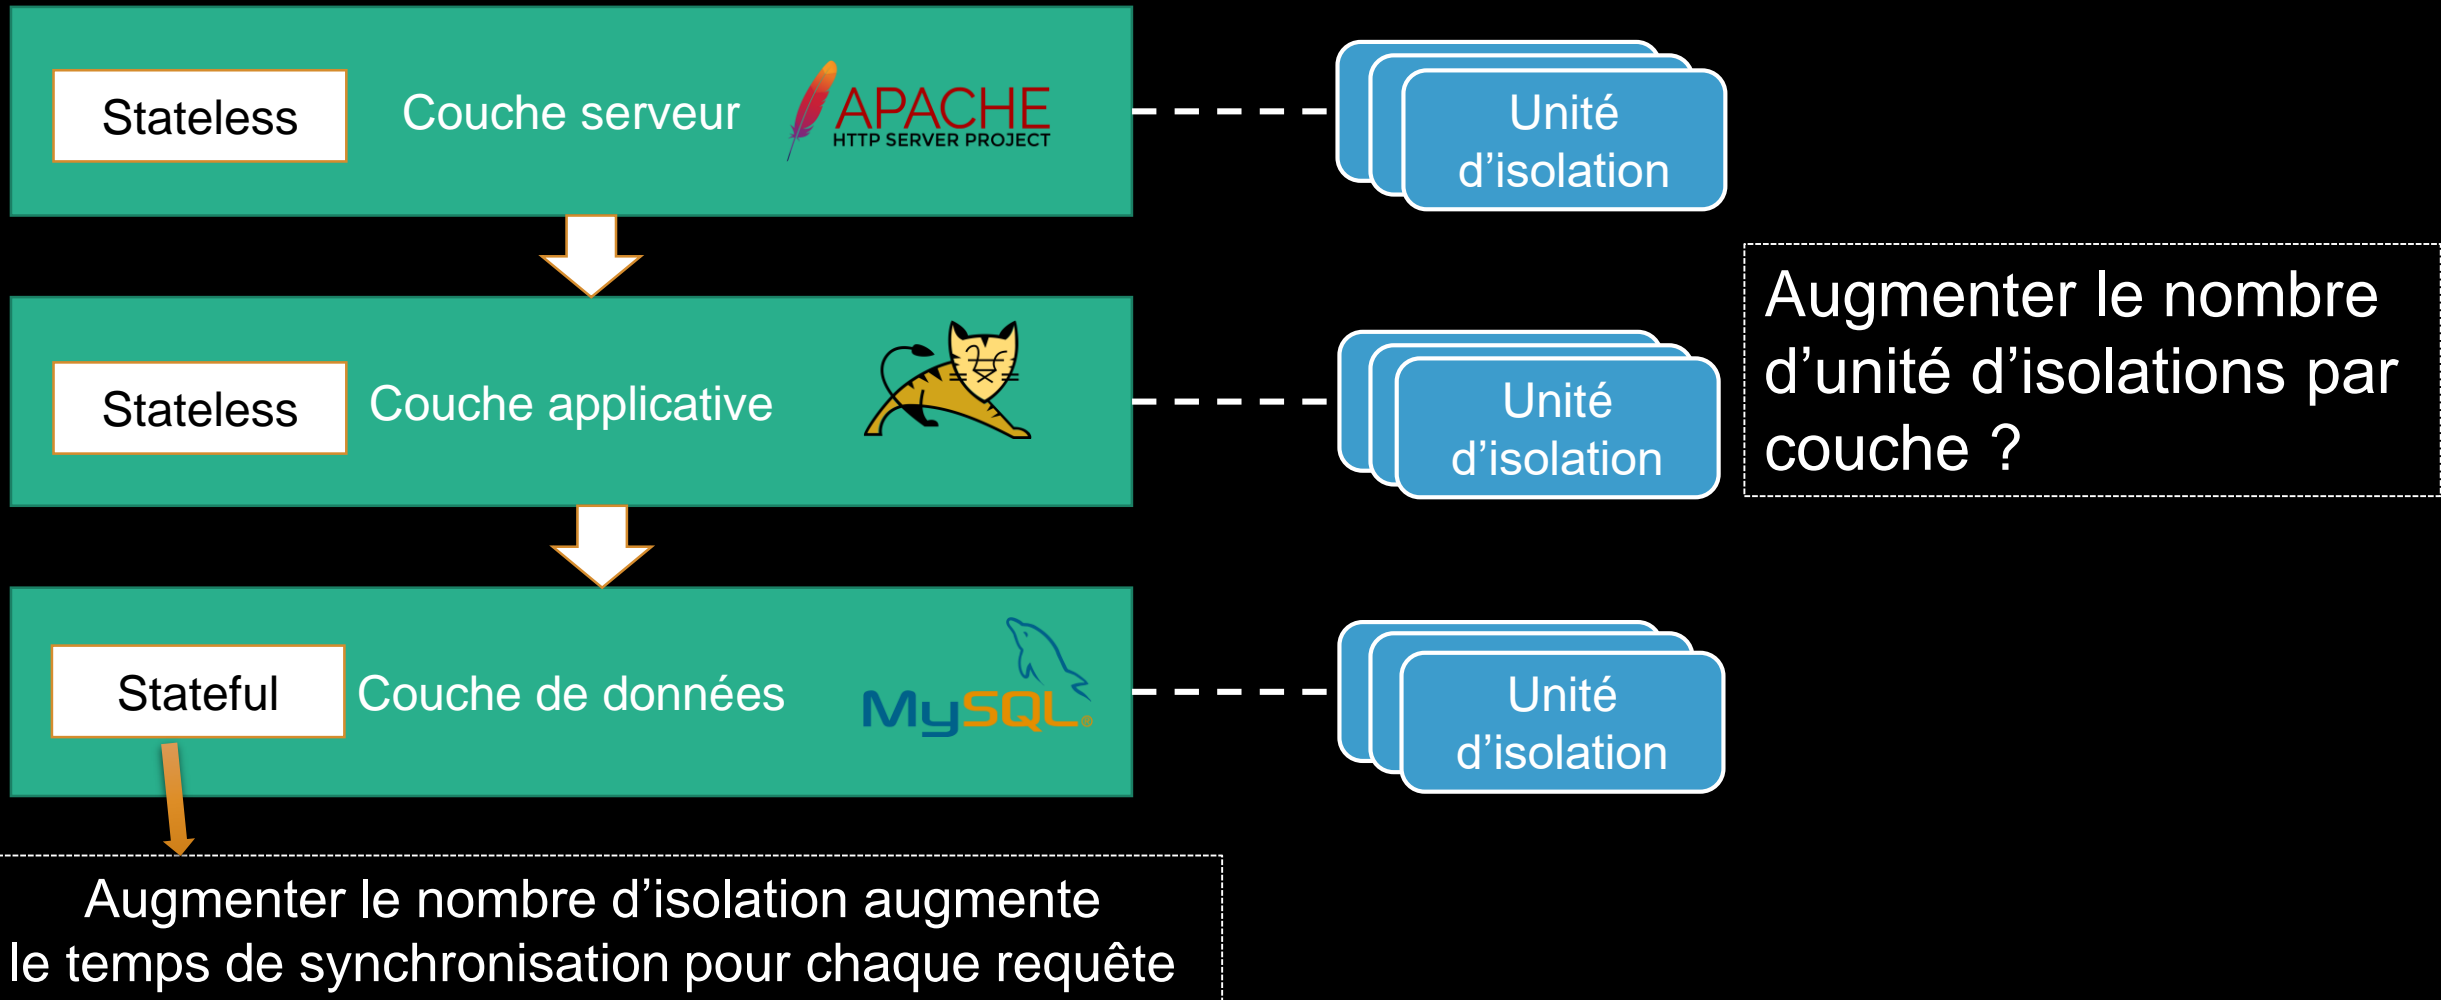 Stateless
Couche serveur
APACHE
HTTP SERVER PROJECT
Unité
d’isolation
Stateless
Couche applicative
Unité
d’isolation
Augmenter le nombre
d’unité d’isolations par
couche ?
Stateful
Couche de données
MySQL®
Unité
d’isolation
Augmenter le nombre d’isolation augmente
le temps de synchronisation pour chaque requête